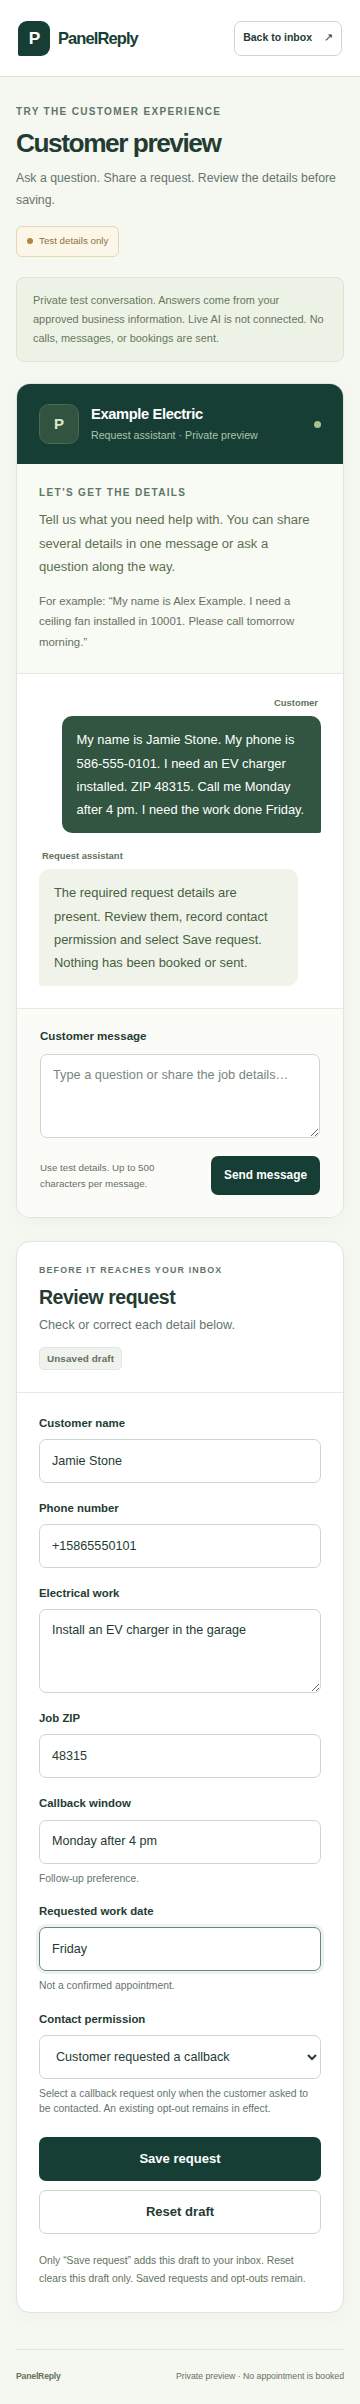 P PanelReply
Back to inbox ↗
TRY THE CUSTOMER EXPERIENCE
Customer preview
Ask a question. Share a request. Review the details before
saving.
Test details only
Private test conversation. Answers come from your
approved business information. Live AI is not connected. No
calls, messages, or bookings are sent.
P
Example Electric
Request assistant · Private preview
LET'S GET THE DETAILS
Tell us what you need help with. You can share
several details in one message or ask a
question along the way.
For example: “My name is Alex Example. I need a
ceiling fan installed in 10001. Please call tomorrow
morning.”
Customer
My name is Jamie Stone. My phone is
586-555-0101. I need an EV charger
installed. ZIP 48315. Call me Monday
after 4 pm. I need the work done Friday.
Request assistant
The required request details are
present. Review them, record contact
permission and select Save request.
Nothing has been booked or sent.
Customer message
Type a question or share the job details…
Use test details. Up to 500
characters per message.
Send message
BEFORE IT REACHES YOUR INBOX
Review request
Check or correct each detail below.
Unsaved draft
Customer name
Jamie Stone
Phone number
+15865550101
Electrical work
Install an EV charger in the garage
Job ZIP
48315
Callback window
Monday after 4 pm
Follow-up preference.
Requested work date
Friday
Not a confirmed appointment.
Contact permission
Customer requested a callback
Select a callback request only when the customer asked to
be contacted. An existing opt-out remains in effect.
Save request
Reset draft
Only “Save request” adds this draft to your inbox. Reset
clears this draft only. Saved requests and opt-outs remain.
PanelReply
Private preview · No appointment is booked